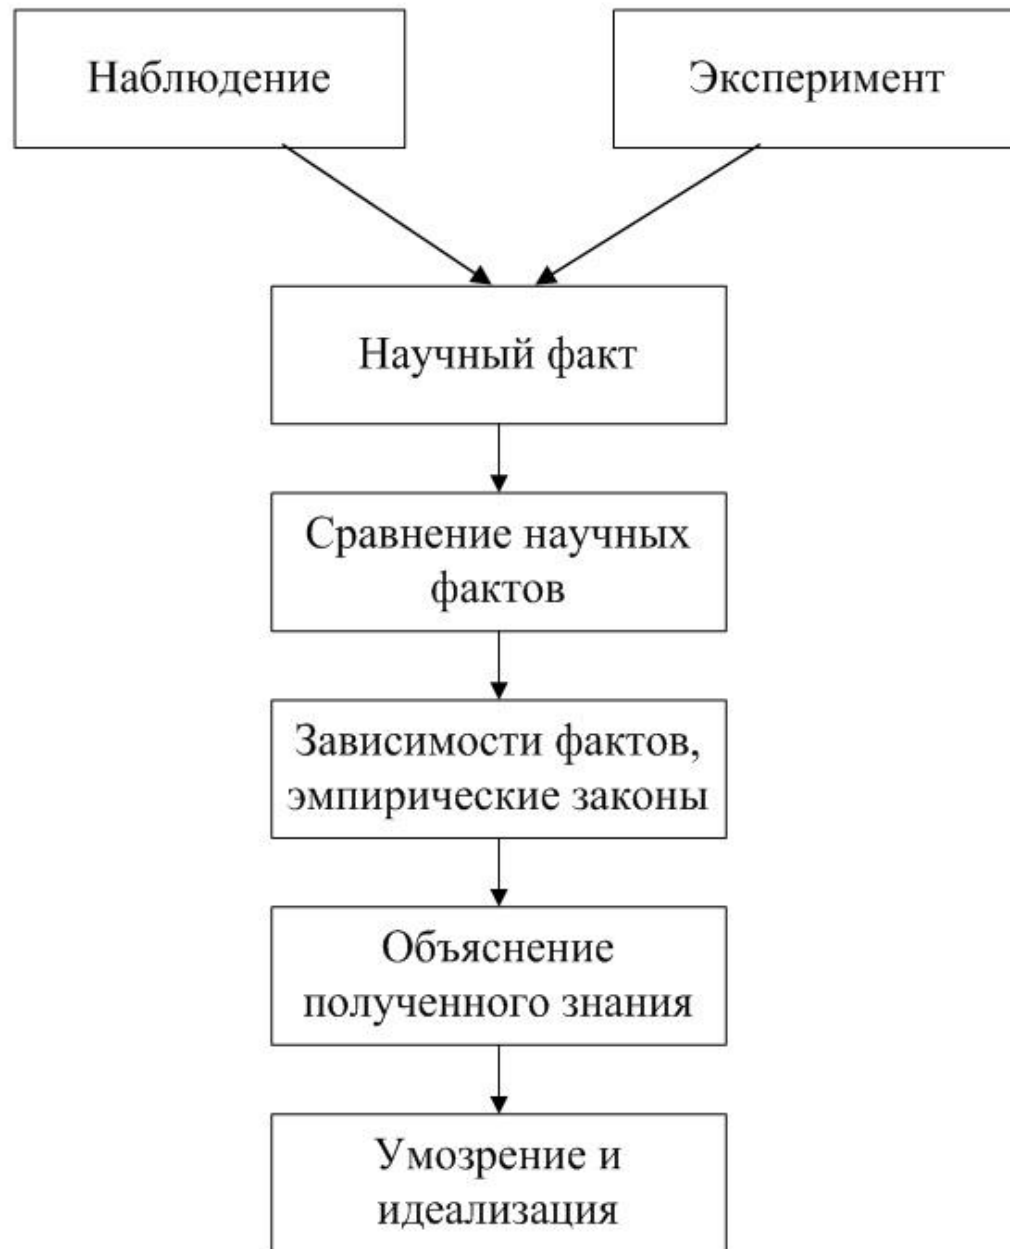 Наблюдение
Эксперимент
Научный факт
Сравнение научных
фактов
Зависимости фактов,
эмпирические законы
Объяснение
полученного знания
Умозрение и
идеализация